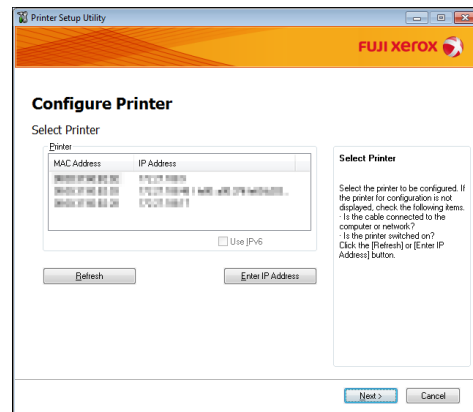 Printer Setup Utility
FUJI XEROX
Configure Printer
Select Printer
Printer
MAC Address IP Address
Use IPv6
Refresh Enter IP Address
Select Printer
Select the printer to be configured. If
the printer for configuration is not
displayed, check the following items.
- Is the cable connected to the
computer or network?
- Is the printer switched on?
Click the [Refresh] or [Enter IP
Address] button.
Next > Cancel